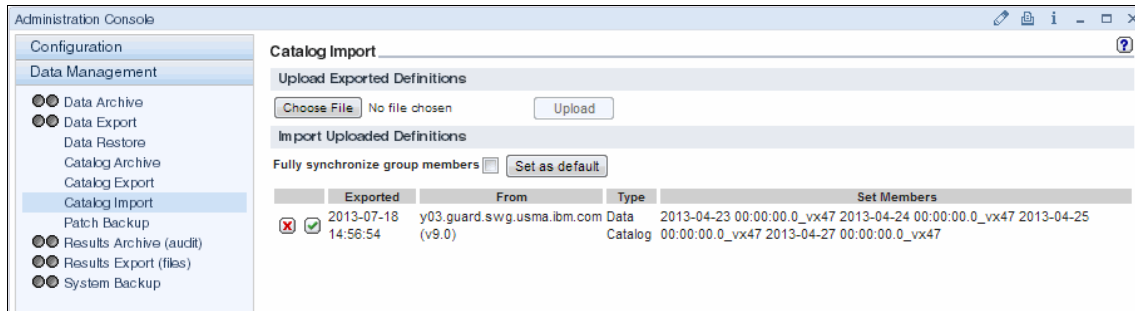 Administration Console
Configuration
Data Management
Data Archive
Data Export
Data Restore
Catalog Archive
Catalog Export
Catalog Import
Patch Backup
Results Archive (audit)
Results Export (files)
System Backup
Catalog Import
Upload Exported Definitions
Choose File No file chosen Upload
Import Uploaded Definitions
Fully synchronize group members Set as default
Exported From Type Set Members
2013-07-18 y03.guard.swg.usma.ibm.com Data 2013-04-23 00:00:00.0_vx47 2013-04-24 00:00:00.0_vx47 2013-04-25
14:56:54 (v9.0) Catalog 00:00:00.0_vx47 2013-04-27 00:00:00.0_vx47